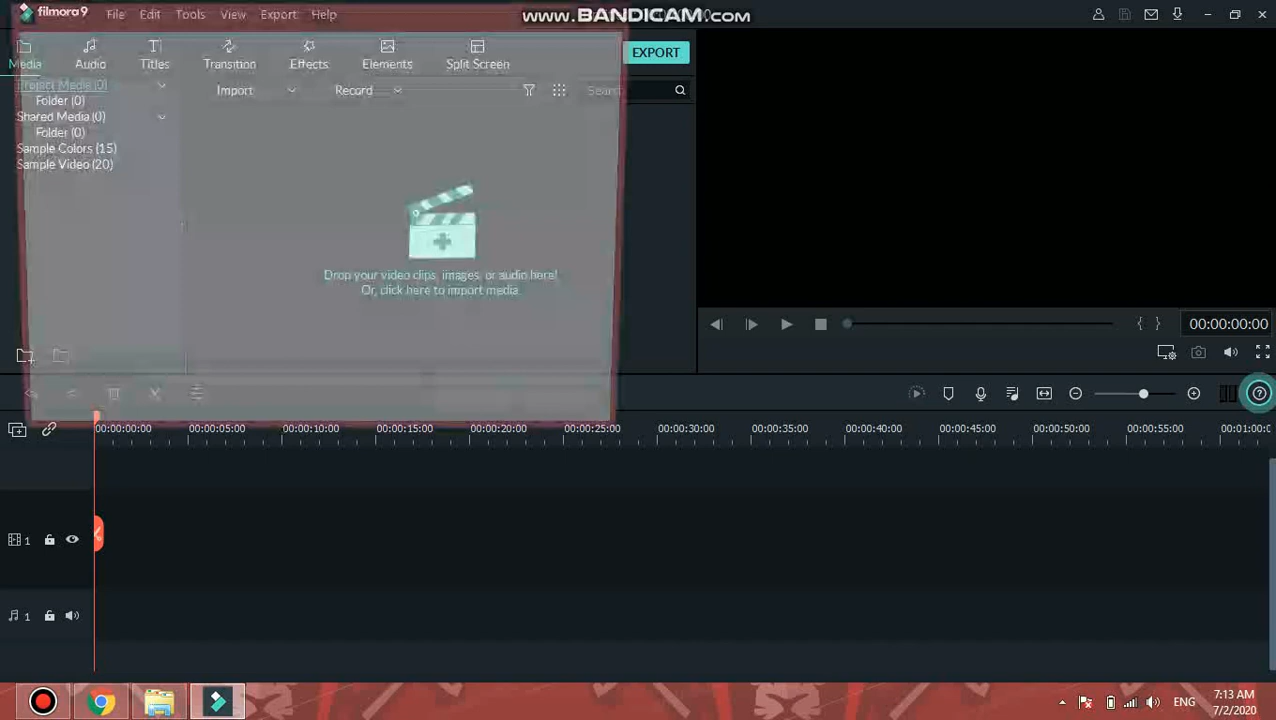 filmora9
File Edit Tools View Export Help
www.BANDICAM.com
Media Audio Titles Transition Effects Elements Split Screen
EXPORT
Project Media (0)
Import Record
Search
Folder (0)
Shared Media (0)
Folder (0)
Sample Colors (15)
Sample Video (20)
Drop your video clips, images, or audio here!
Or, click here to import media.
{ } 00:00:00:00
00:00:00:00 00:00:05:00 00:00:10:00 00:00:15:00 00:00:20:00 00:00:25:00 00:00:30:00 00:00:35:00 00:00:40:00 00:00:45:00 00:00:50:00 00:00:55:00
1
1
ENG
7:13 AM
7/2/2020